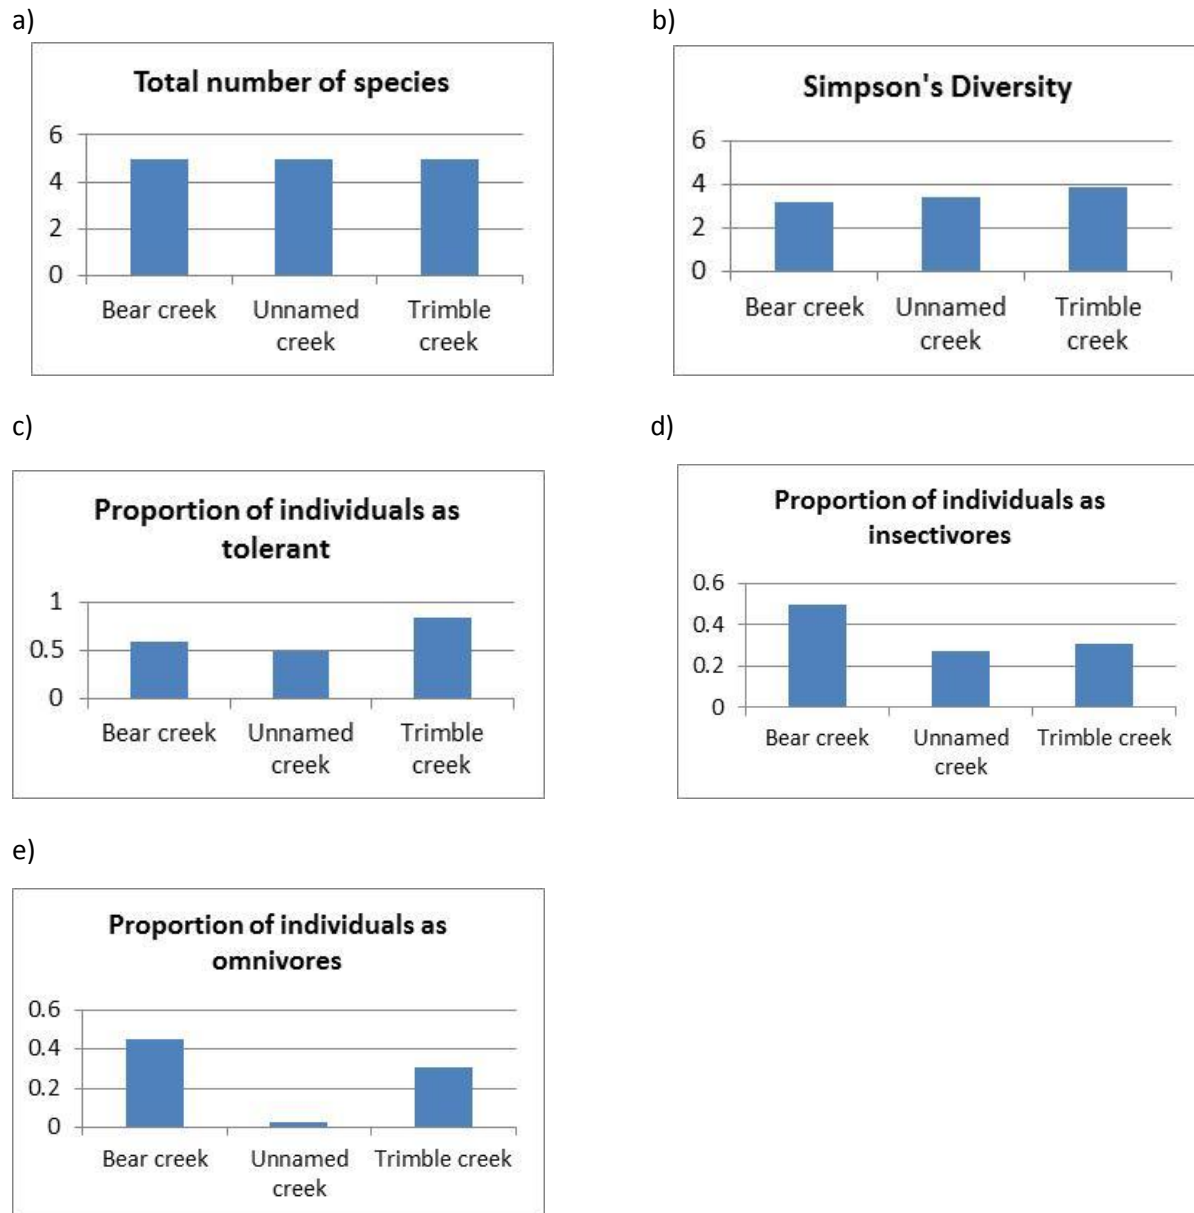 a)
Total number of species
6
4
2
0
Bear creek
Unnamed
creek
Trimble
creek
b)
Simpson's Diversity
6
4
2
0
Bear creek
Unnamed
creek
Trimble
creek
c)
Proportion of individuals as
tolerant
1
0.5
0
Bear creek
Unnamed
creek
Trimble
creek
d)
Proportion of individuals as
insectivores
0.6
0.4
0.2
0
Bear creek
Unnamed
creek
Trimble creek
e)
Proportion of individuals as
omnivores
0.6
0.4
0.2
0
Bear creek
Unnamed
creek
Trimble creek